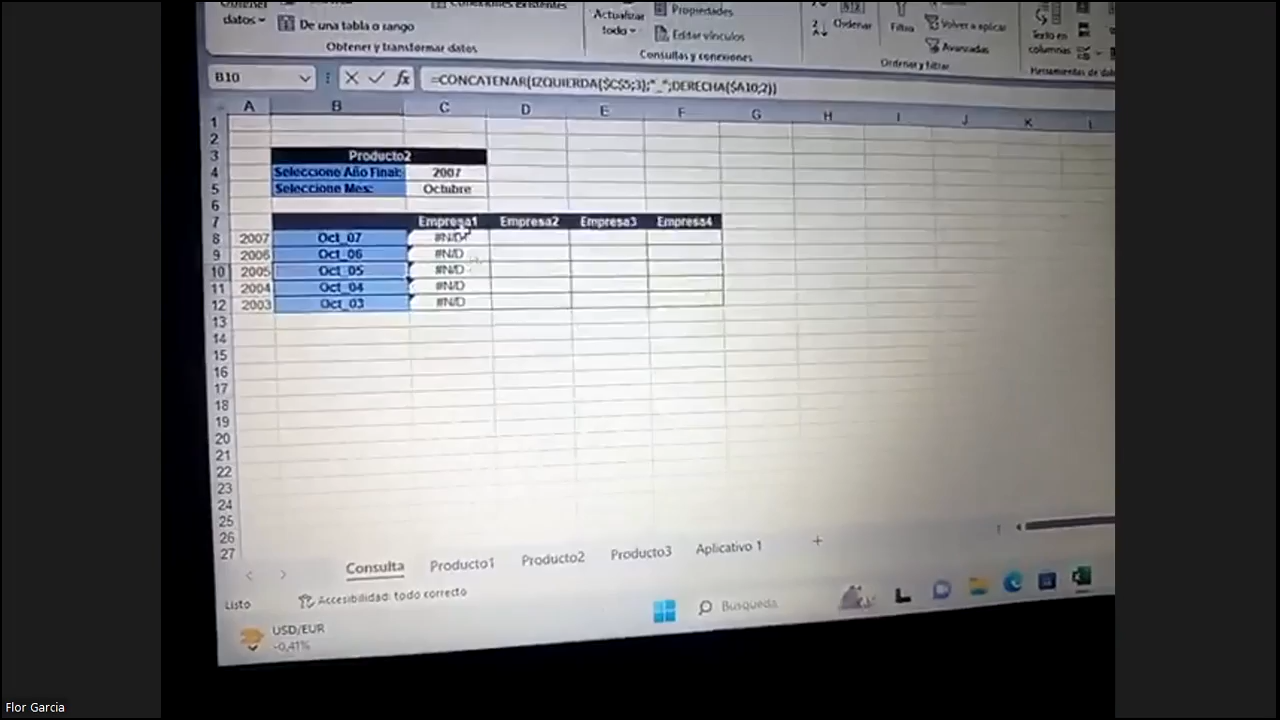 Obtener
datos
De una tabla o rango
Conexiones existentes
Obtener y transformar datos
Actualizar
todo
Propiedades
Editar vínculos
Consultas y conexiones
Ordenar
Filtro
Volver a aplicar
Avanzadas
Ordenar y filtrar
Texto en
columnas
Herramientas de dat
B10
fx
=CONCATENAR(IZQUIERDA($C$5;3);"_";DERECHA($A10;2))
A B C D E F G H I J K L
1
2
3 Producto2
4 Seleccione Año Final: 2007
5 Seleccione Mes: Octubre
6
7 Empresa1 Empresa2 Empresa3 Empresa4
8 2007 Oct_07 #N/D
9 2006 Oct_06 #N/D
10 2005 Oct_05 #N/D
11 2004 Oct_04 #N/D
12 2003 Oct_03 #N/D
13
14
15
16
17
18
19
20
21
22
23
24
25
26
27
Consulta Producto1 Producto2 Producto3 Aplicativo 1 +
Listo
Accesibilidad: todo correcto
USD/EUR
-0,41%
Búsqueda
Flor Garcia